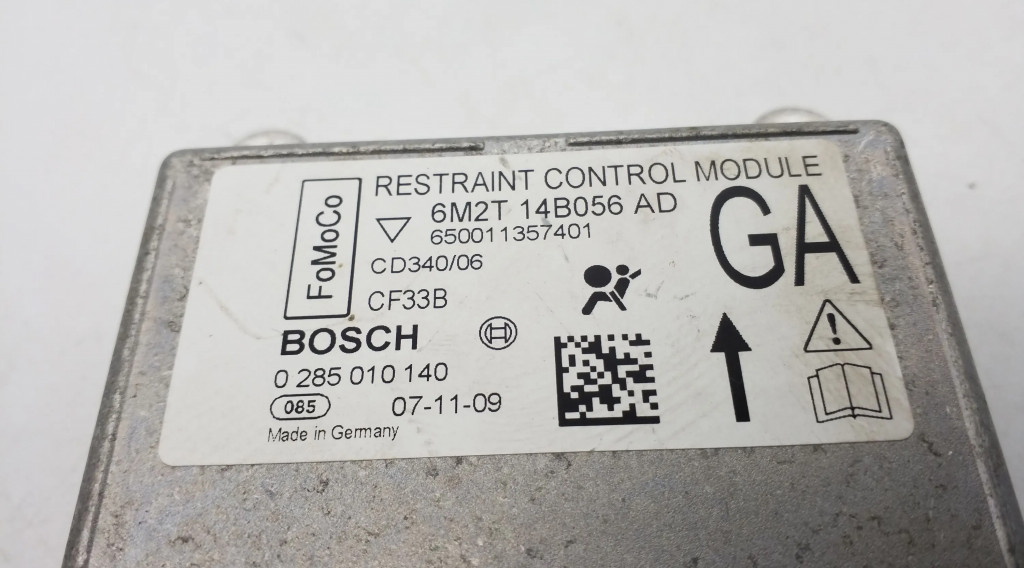 RESTRAINT CONTROL MODULE
FoMoCo
6M2T 14B056 AD
650011357401
GA
CD340/06
CF33B
BOSCH
0 285 010 140
085
07-11-09
Made in Germany